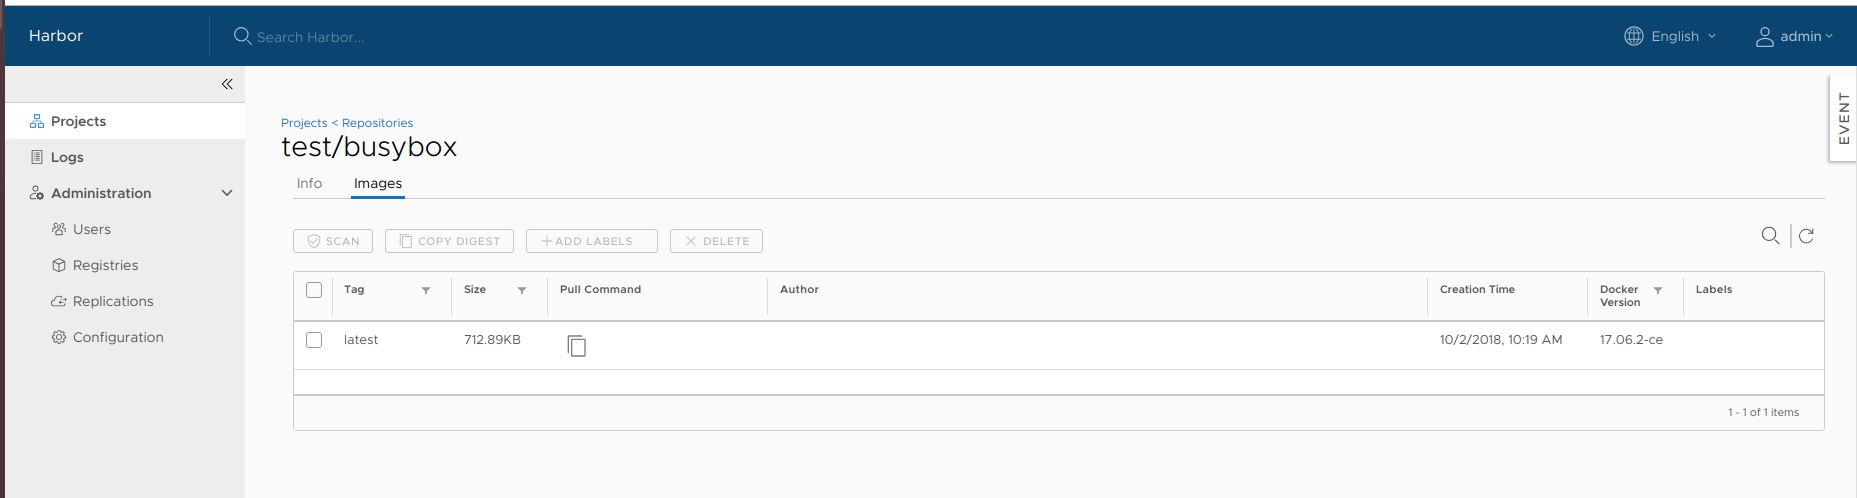 Harbor
Search Harbor...
English
admin
EVENT
Projects
Logs
Administration
Users
Registries
Replications
Configuration
Projects < Repositories
test/busybox
Info Images
SCAN COPY DIGEST +ADD LABELS DELETE
Tag Size Pull Command Author Creation Time Docker Version Labels
latest 712.89KB 10/2/2018, 10:19 AM 17.06.2-ce
1 - 1 of 1 items